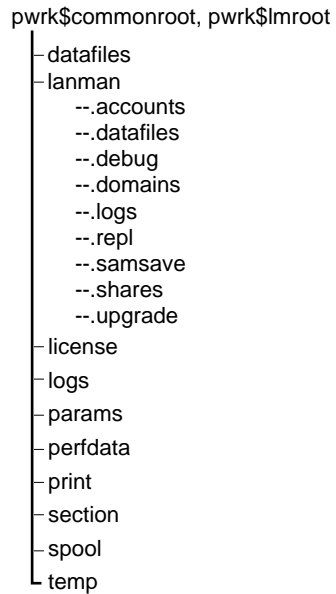 pwrk$commonroot, pwrk$lmroot
datafiles
lanman
--.accounts
--.datafiles
--.debug
--.domains
--.logs
--.repl
--.samsave
--.shares
--.upgrade
license
logs
params
perfdata
print
section
spool
temp